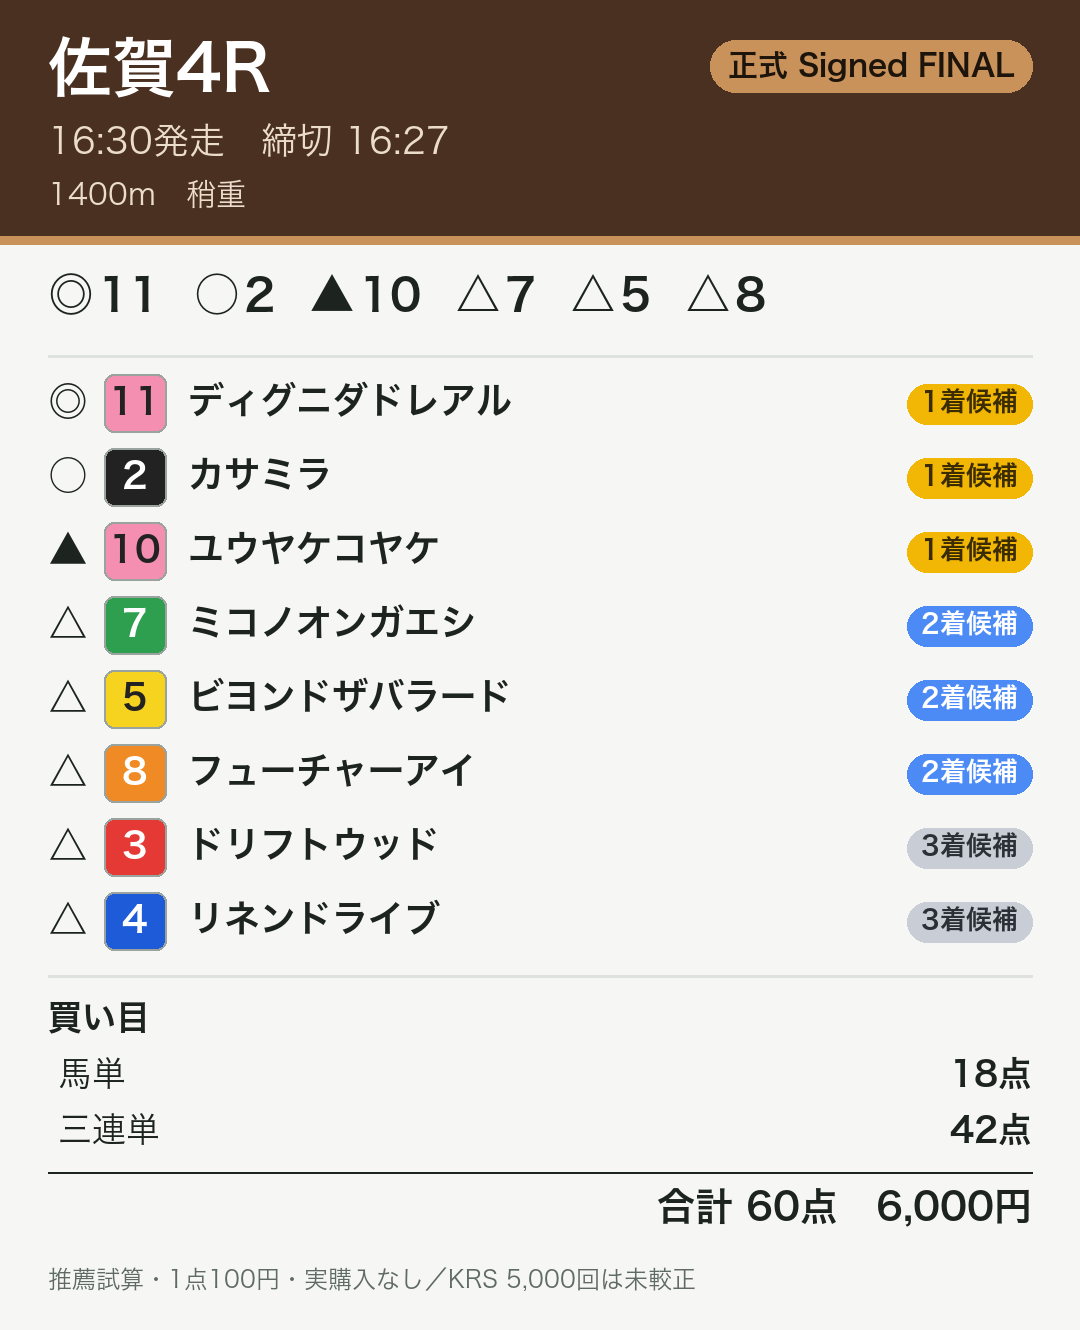 佐賀4R 正式 Signed FINAL
16:30発走 締切 16:27
1400m 稍重
◎11 ○2 ▲10 △7 △5 △8
◎ 11 ディグニダドレアル 1着候補
○ 2 カサミラ 1着候補
▲ 10 ユウヤケコヤケ 1着候補
△ 7 ミコノオンガエシ 2着候補
△ 5 ビヨンドザバラード 2着候補
△ 8 フューチャーアイ 2着候補
△ 3 ドリフトウッド 3着候補
△ 4 リネンドライブ 3着候補
買い目
馬単 18点
三連単 42点
合計 60点 6,000円
推薦試算・1点100円・実購入なし／KRS 5,000回は未較正